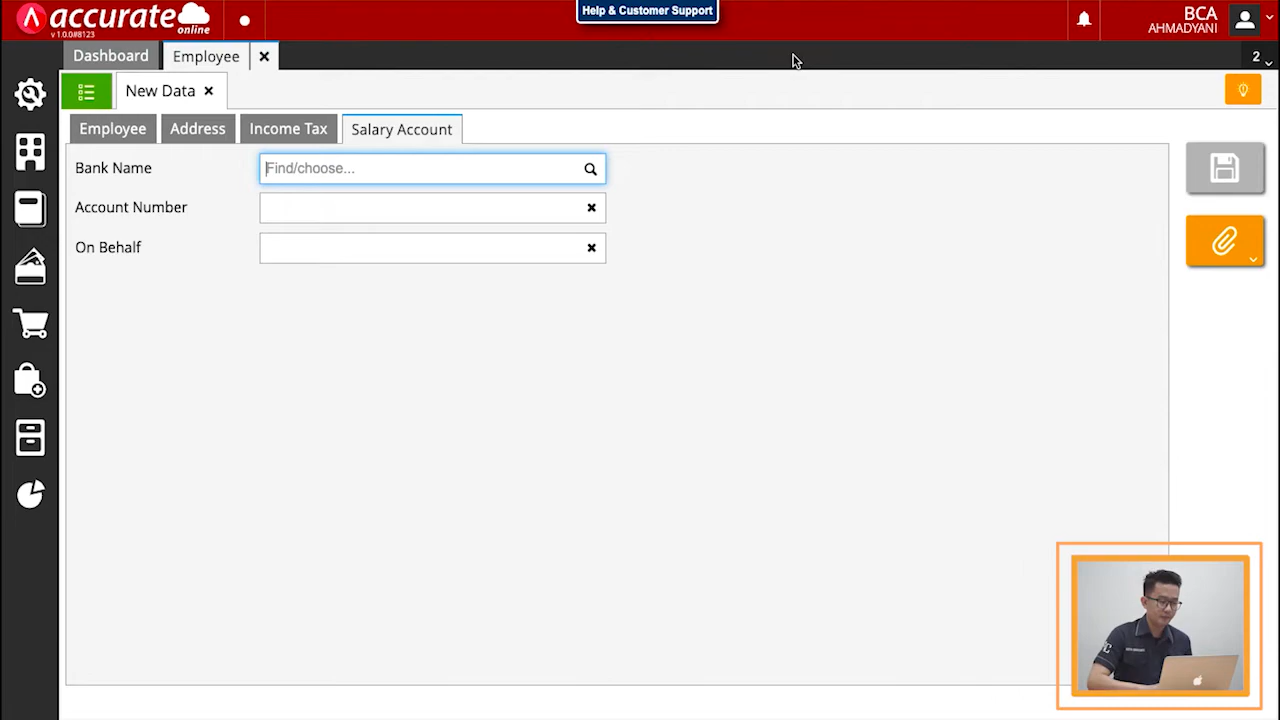 accurate
online
v 1.0.0#8123
Help & Customer Support
BCA
AHMADYANI
Dashboard
Employee
2
New Data
Employee
Address
Income Tax
Salary Account
Bank Name
Find/choose...
Account Number
On Behalf